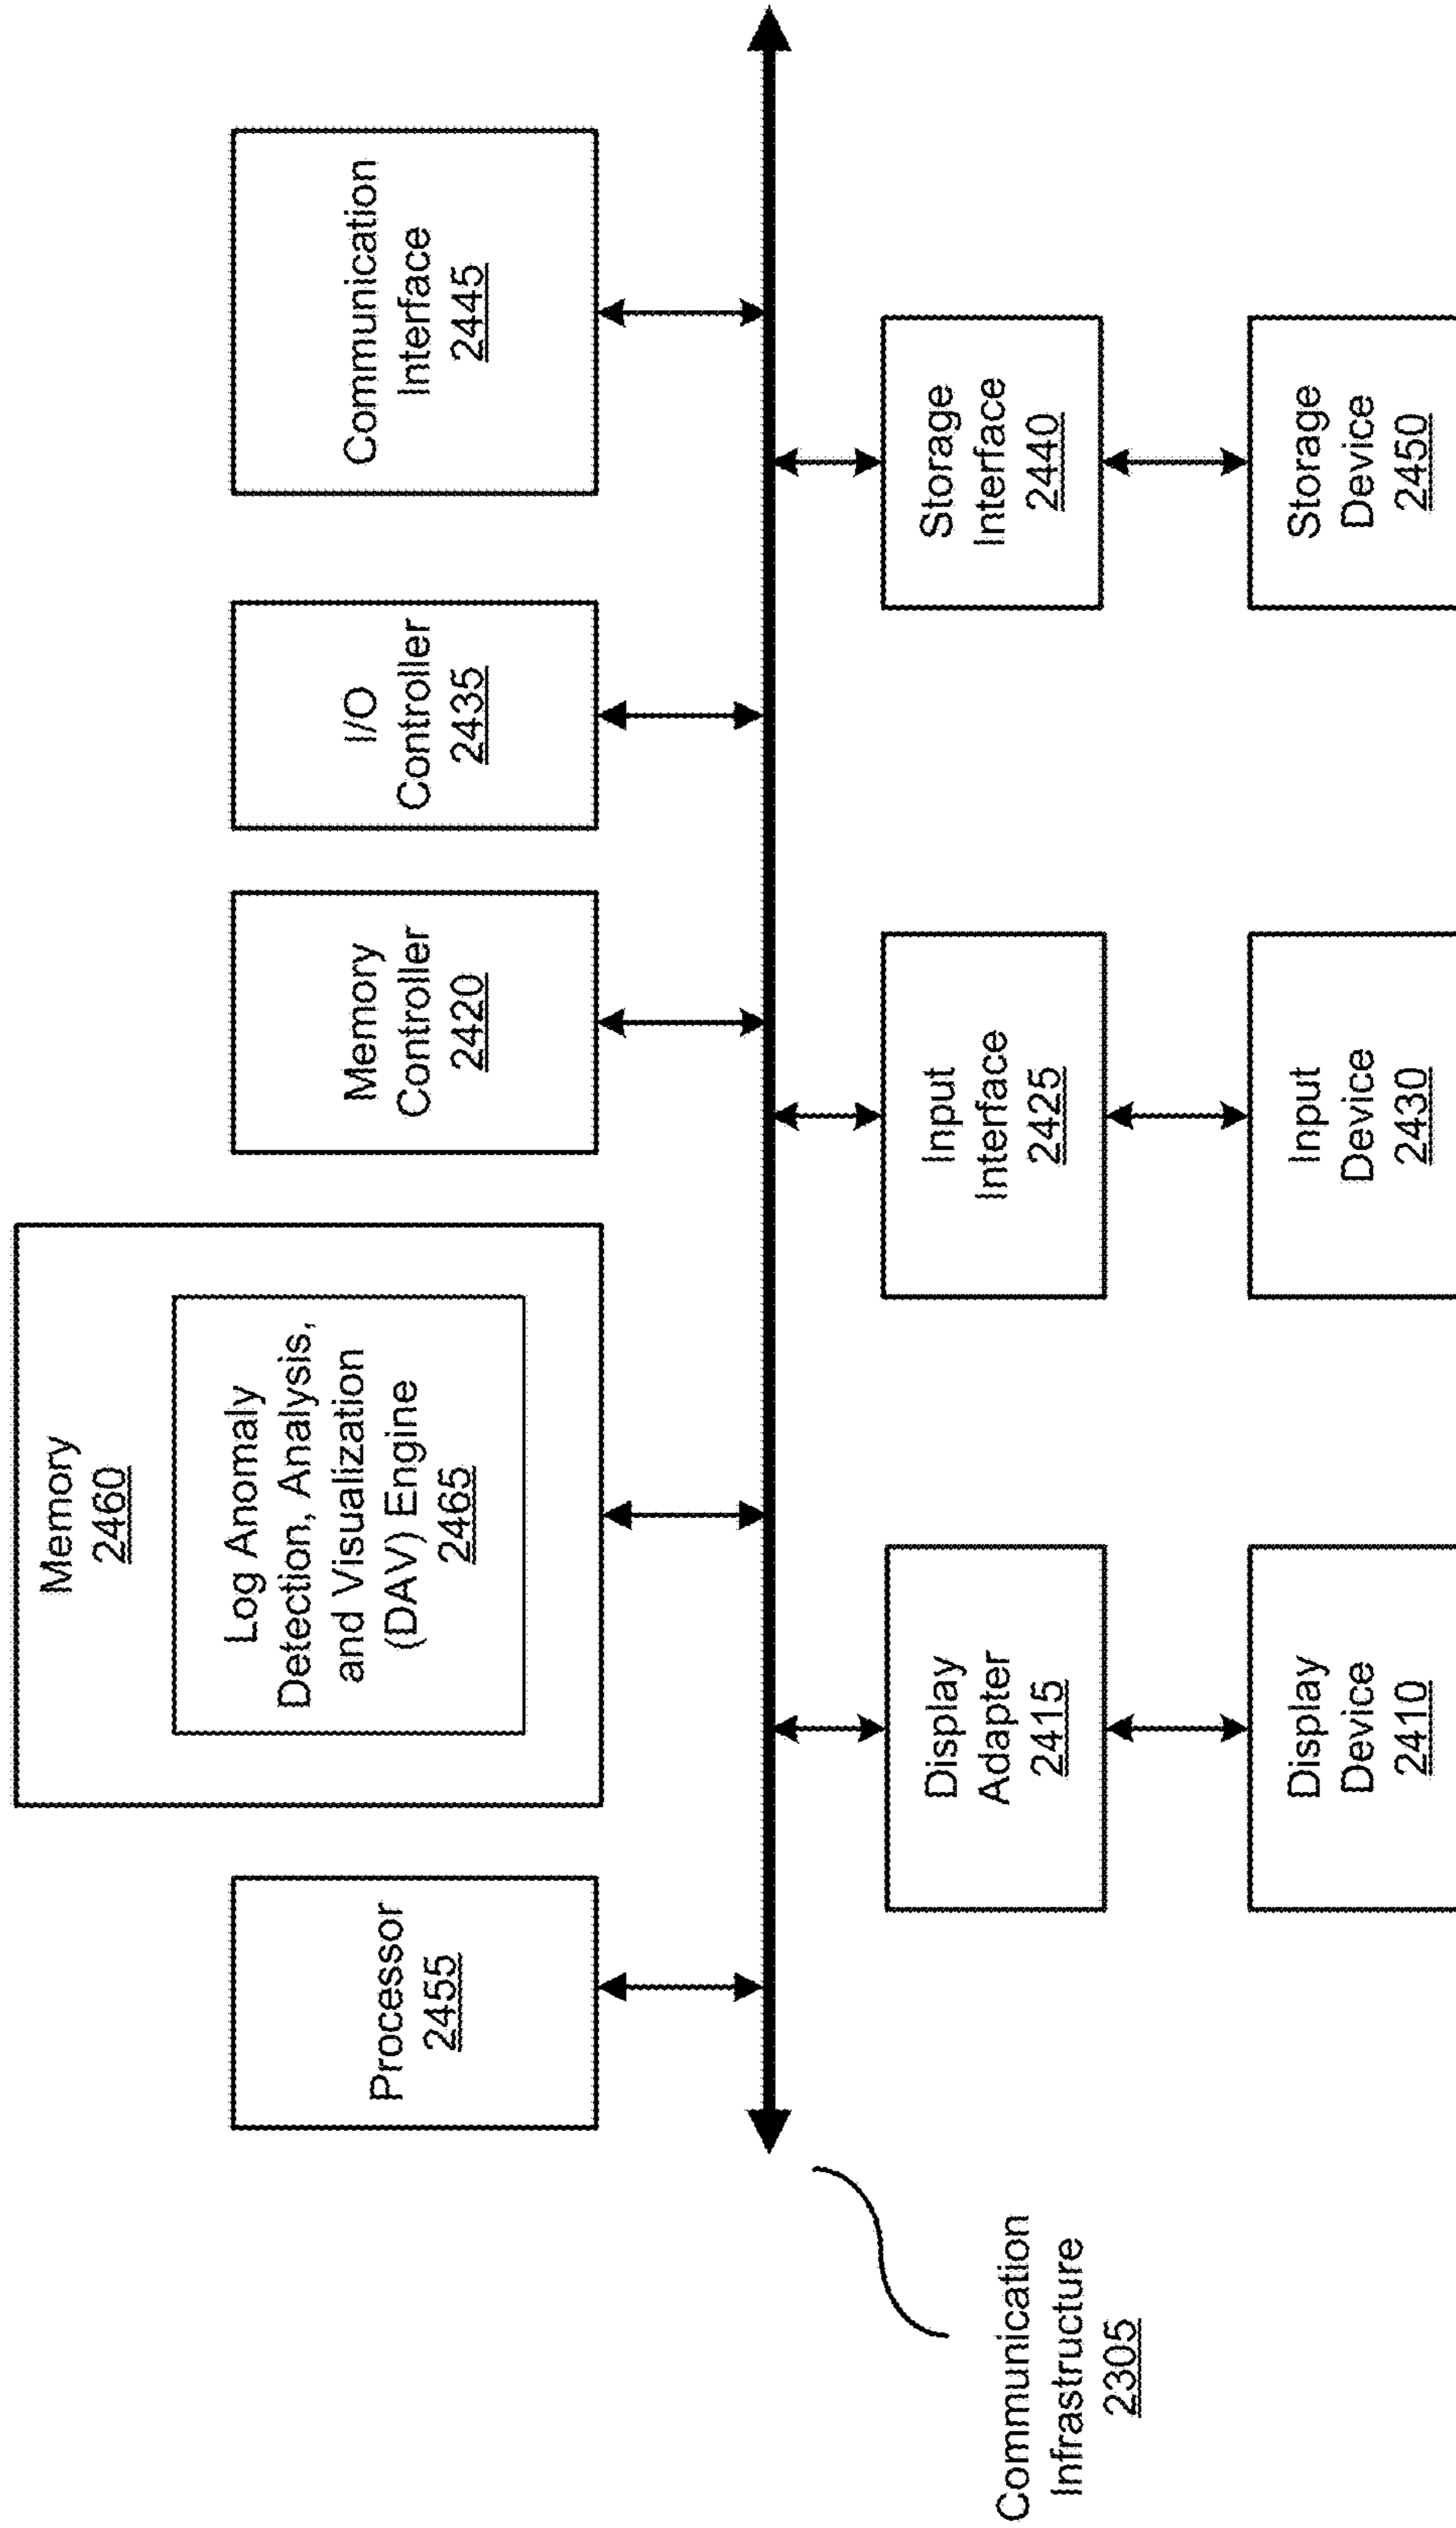 Memory
2460
Log Anomaly
Detection, Analysis,
and Visualization
(DAV) Engine
2465
Processor
2455
Memory
Controller
2420
I/O
Controller
2435
Communication
Interface
2445
Communication
Infrastructure
2305
Display
Adapter
2415
Input
Interface
2425
Storage
Interface
2440
Display
Device
2410
Input
Device
2430
Storage
Device
2450